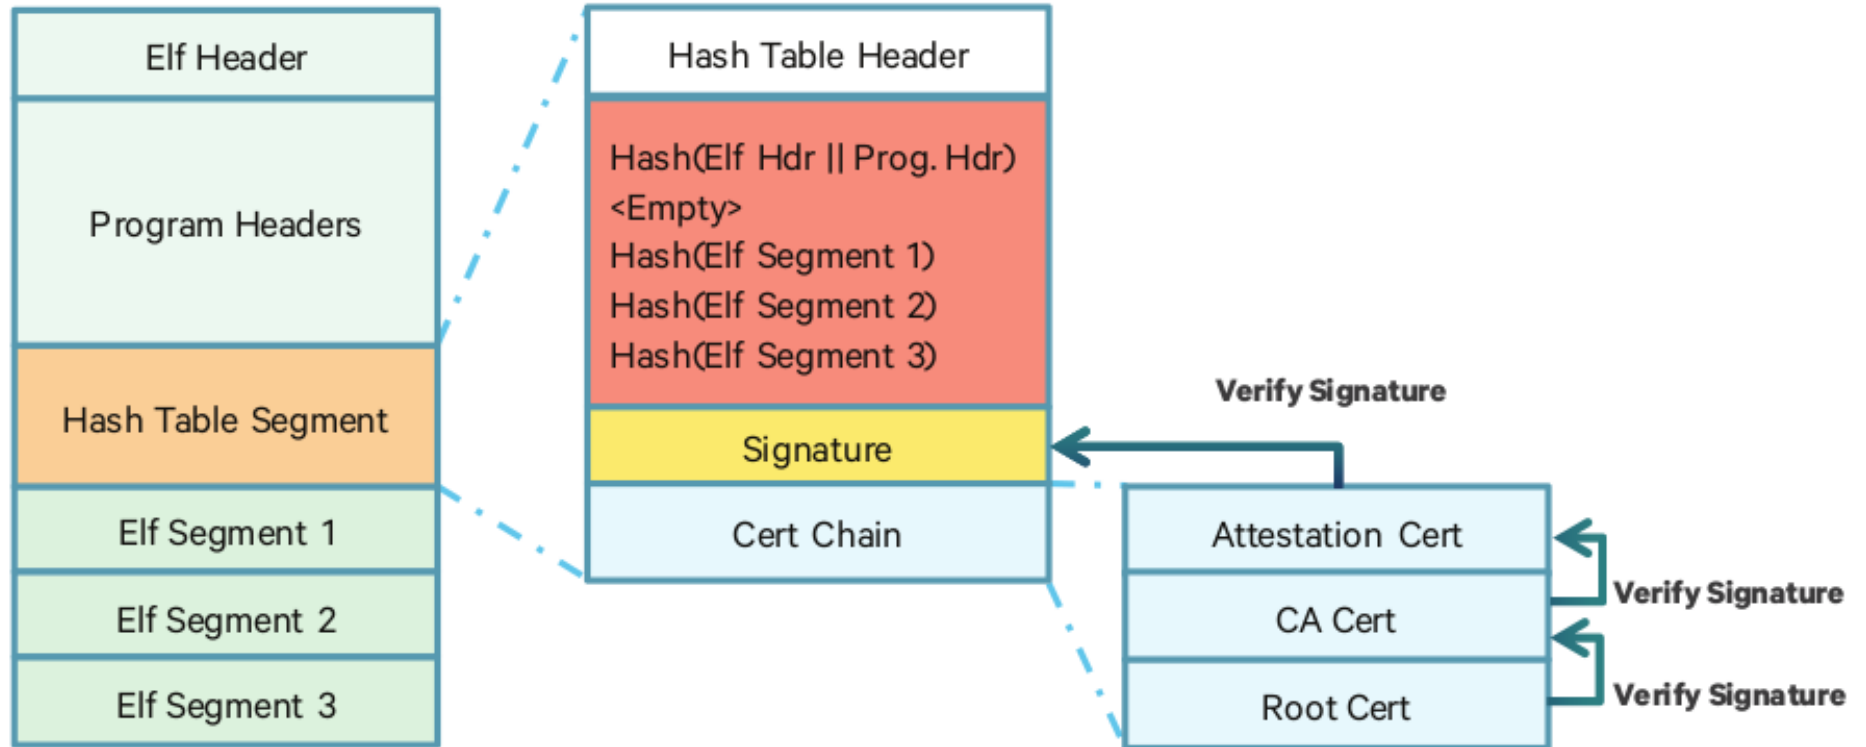 Elf Header
Program Headers
Hash Table Segment
Elf Segment 1
Elf Segment 2
Elf Segment 3
Hash Table Header
Hash(Elf Hdr || Prog. Hdr)
<Empty>
Hash(Elf Segment 1)
Hash(Elf Segment 2)
Hash(Elf Segment 3)
Signature
Cert Chain
Verify Signature
Attestation Cert
CA Cert
Root Cert
Verify Signature
Verify Signature